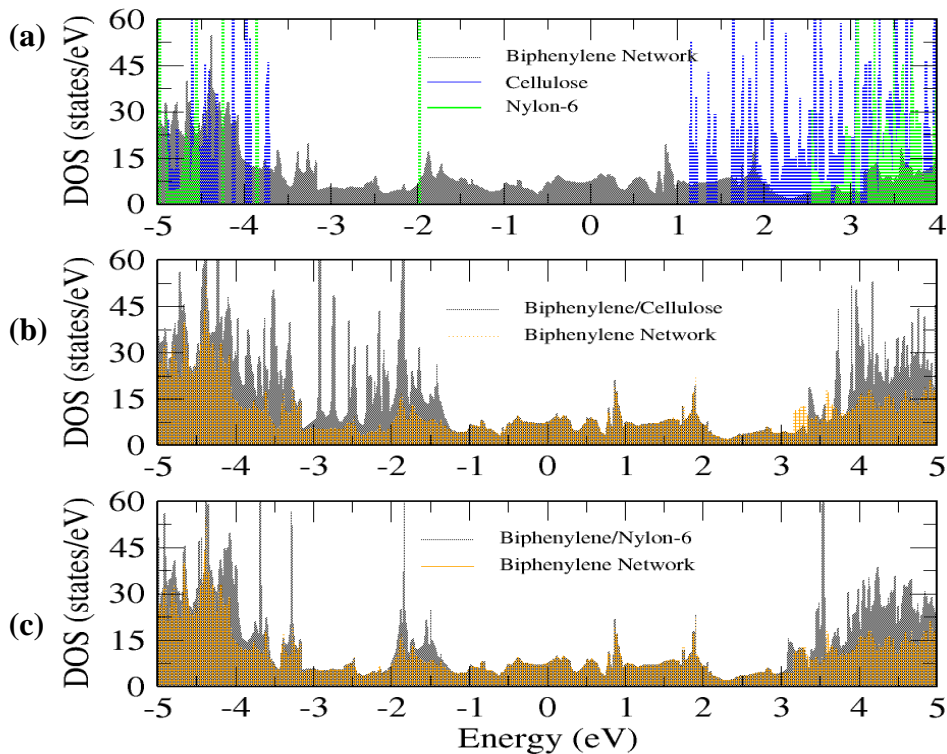 (a)
DOS (states/eV)
60
45
30
15
0
Biphenylene Network
Cellulose
Nylon-6
-5 -4 -3 -2 -1 0 1 2 3 4
(b)
DOS (states/eV)
60
45
30
15
0
Biphenylene/Cellulose
Biphenylene Network
-5 -4 -3 -2 -1 0 1 2 3 4 5
(c)
DOS (states/eV)
60
45
30
15
0
Biphenylene/Nylon-6
Biphenylene Network
-5 -4 -3 -2 -1 0 1 2 3 4 5
Energy (eV)